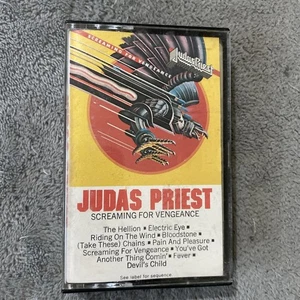 SCREAMING FOR VENGEANCE
Judas Priest
JUDAS PRIEST
SCREAMING FOR VENGEANCE
The Hellion ■ Electric Eye ■
Riding On The Wind ■ Bloodstone ■
(Take These) Chains ■ Pain And Pleasure ■
Screaming For Vengeance ■ You've Got
Another Thing Comin' ■ Fever ■
Devil's Child
See label for sequence